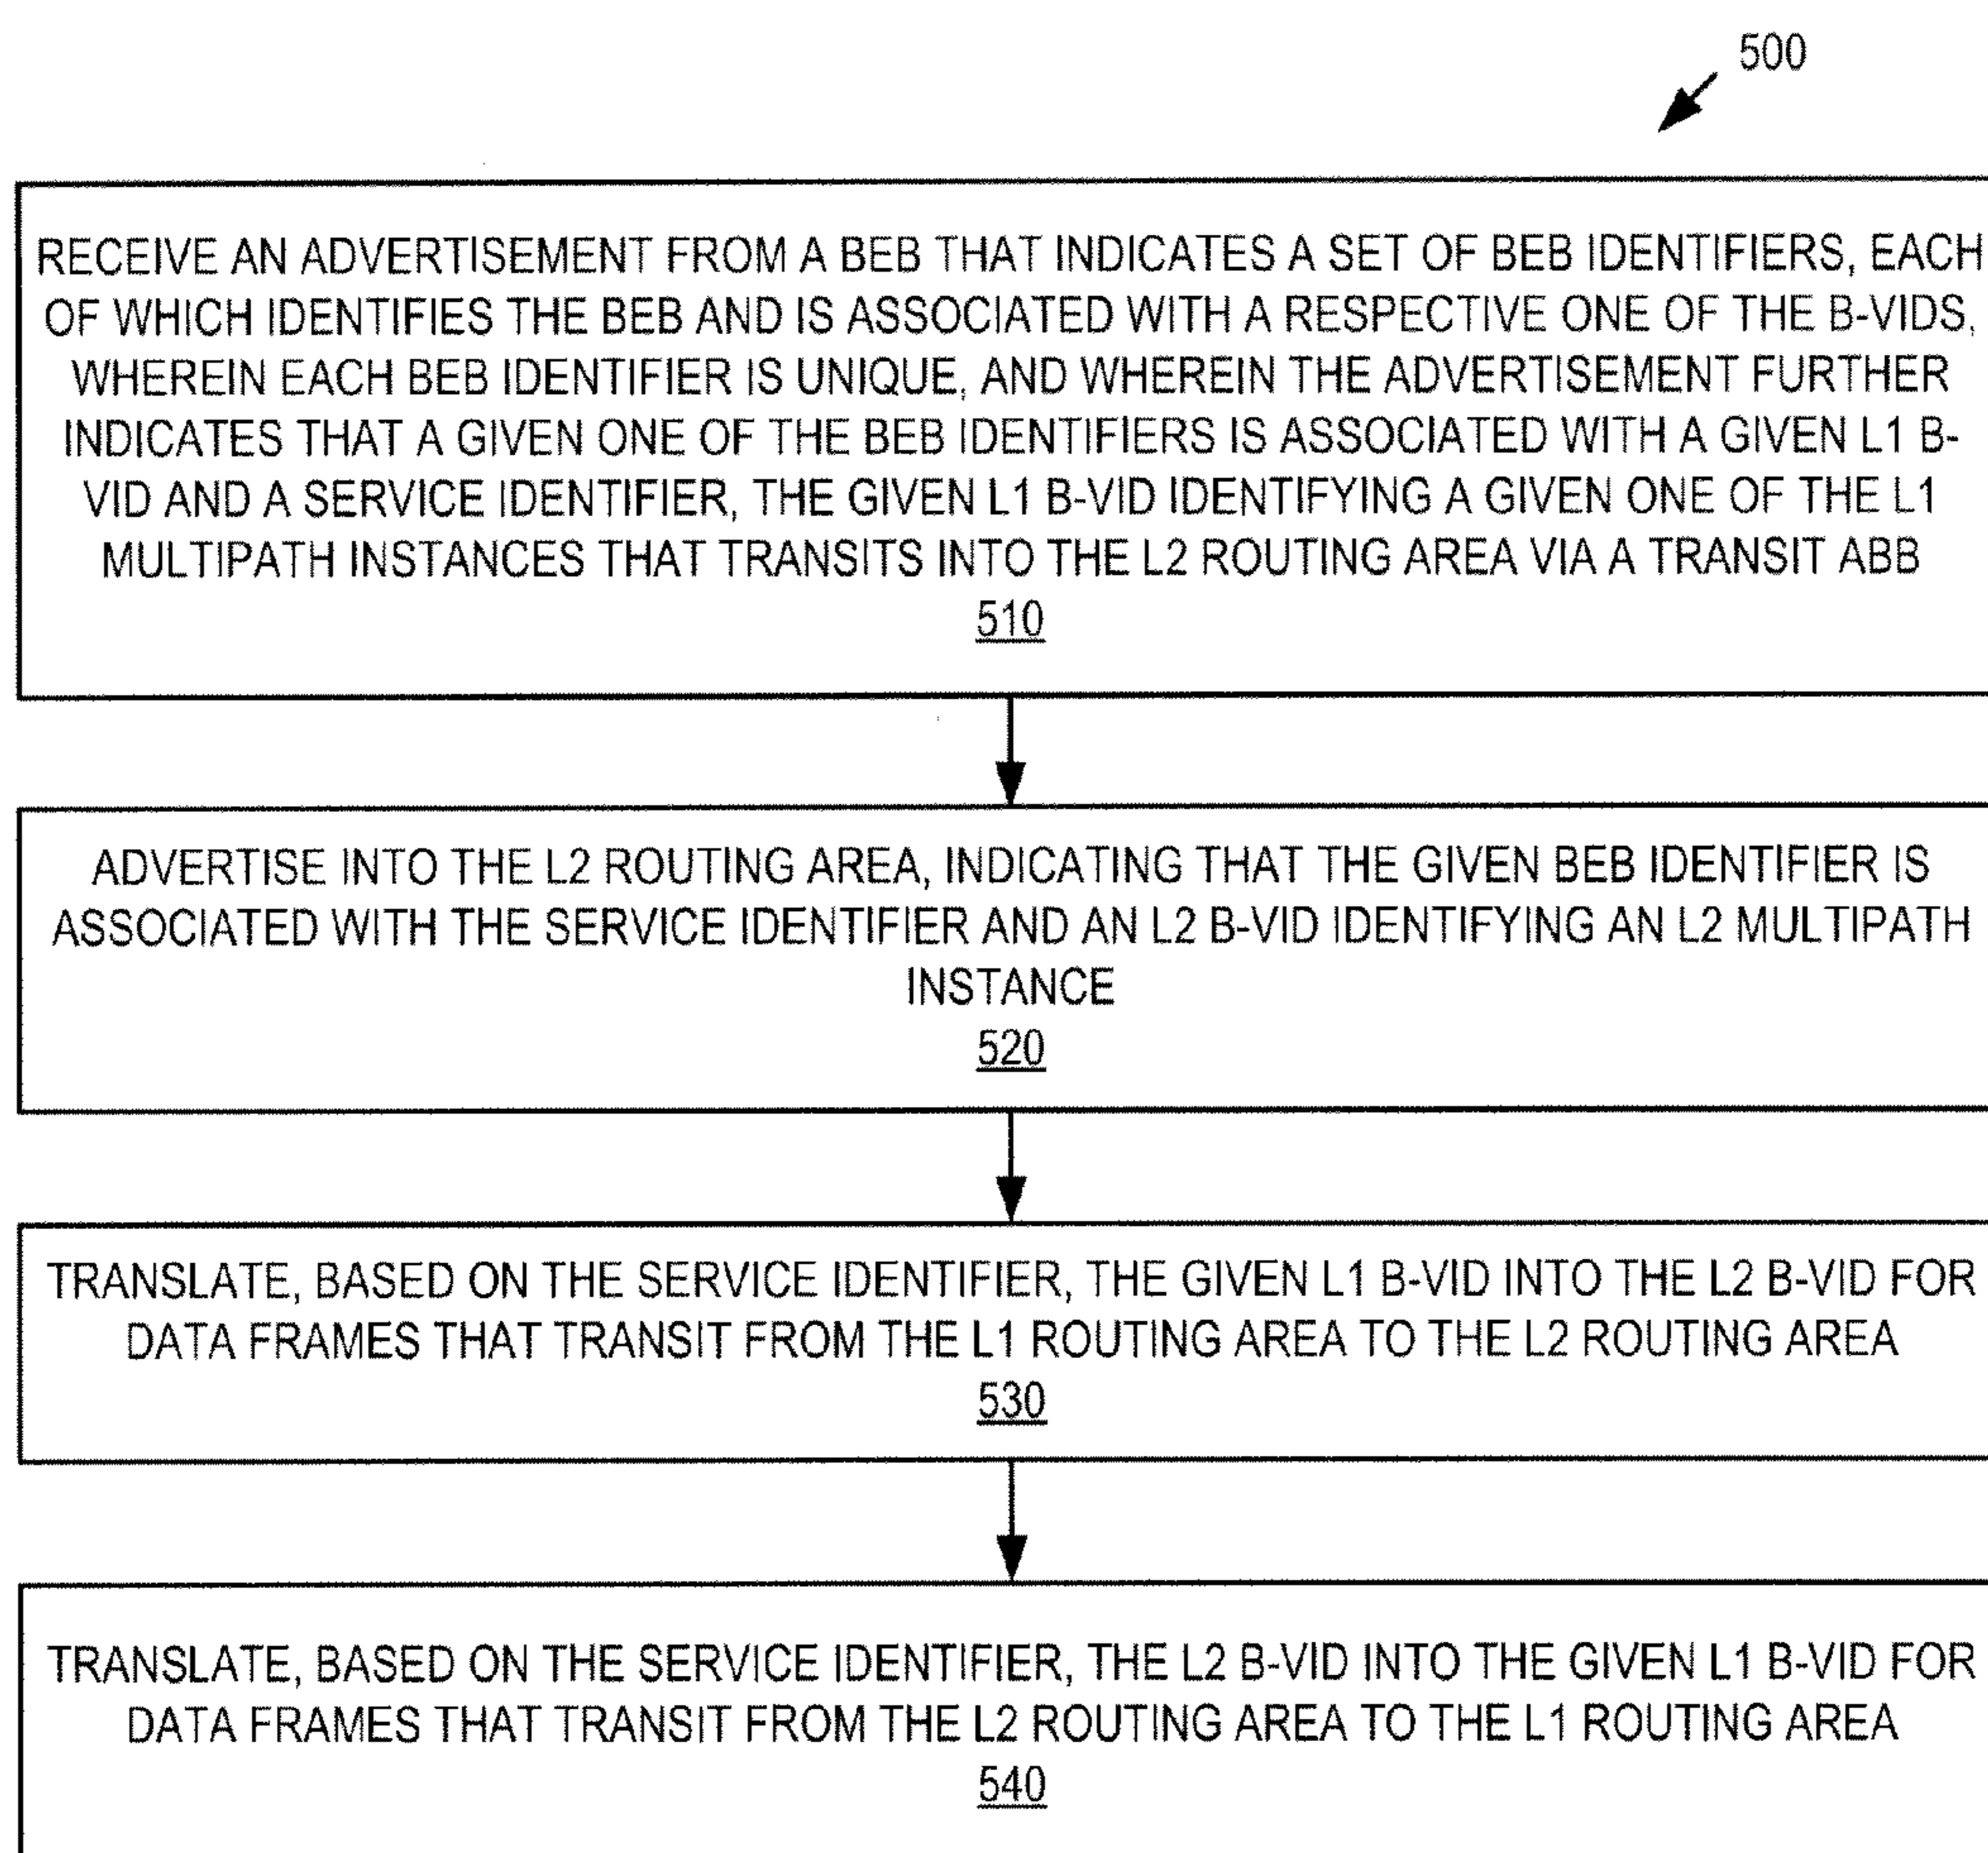 500
RECEIVE AN ADVERTISEMENT FROM A BEB THAT INDICATES A SET OF BEB IDENTIFIERS, EACH
OF WHICH IDENTIFIES THE BEB AND IS ASSOCIATED WITH A RESPECTIVE ONE OF THE B-VIDS,
WHEREIN EACH BEB IDENTIFIER IS UNIQUE, AND WHEREIN THE ADVERTISEMENT FURTHER
INDICATES THAT A GIVEN ONE OF THE BEB IDENTIFIERS IS ASSOCIATED WITH A GIVEN L1 B-
VID AND A SERVICE IDENTIFIER, THE GIVEN L1 B-VID IDENTIFYING A GIVEN ONE OF THE L1
MULTIPATH INSTANCES THAT TRANSITS INTO THE L2 ROUTING AREA VIA A TRANSIT ABB
510
ADVERTISE INTO THE L2 ROUTING AREA, INDICATING THAT THE GIVEN BEB IDENTIFIER IS
ASSOCIATED WITH THE SERVICE IDENTIFIER AND AN L2 B-VID IDENTIFYING AN L2 MULTIPATH
INSTANCE
520
TRANSLATE, BASED ON THE SERVICE IDENTIFIER, THE GIVEN L1 B-VID INTO THE L2 B-VID FOR
DATA FRAMES THAT TRANSIT FROM THE L1 ROUTING AREA TO THE L2 ROUTING AREA
530
TRANSLATE, BASED ON THE SERVICE IDENTIFIER, THE L2 B-VID INTO THE GIVEN L1 B-VID FOR
DATA FRAMES THAT TRANSIT FROM THE L2 ROUTING AREA TO THE L1 ROUTING AREA
540